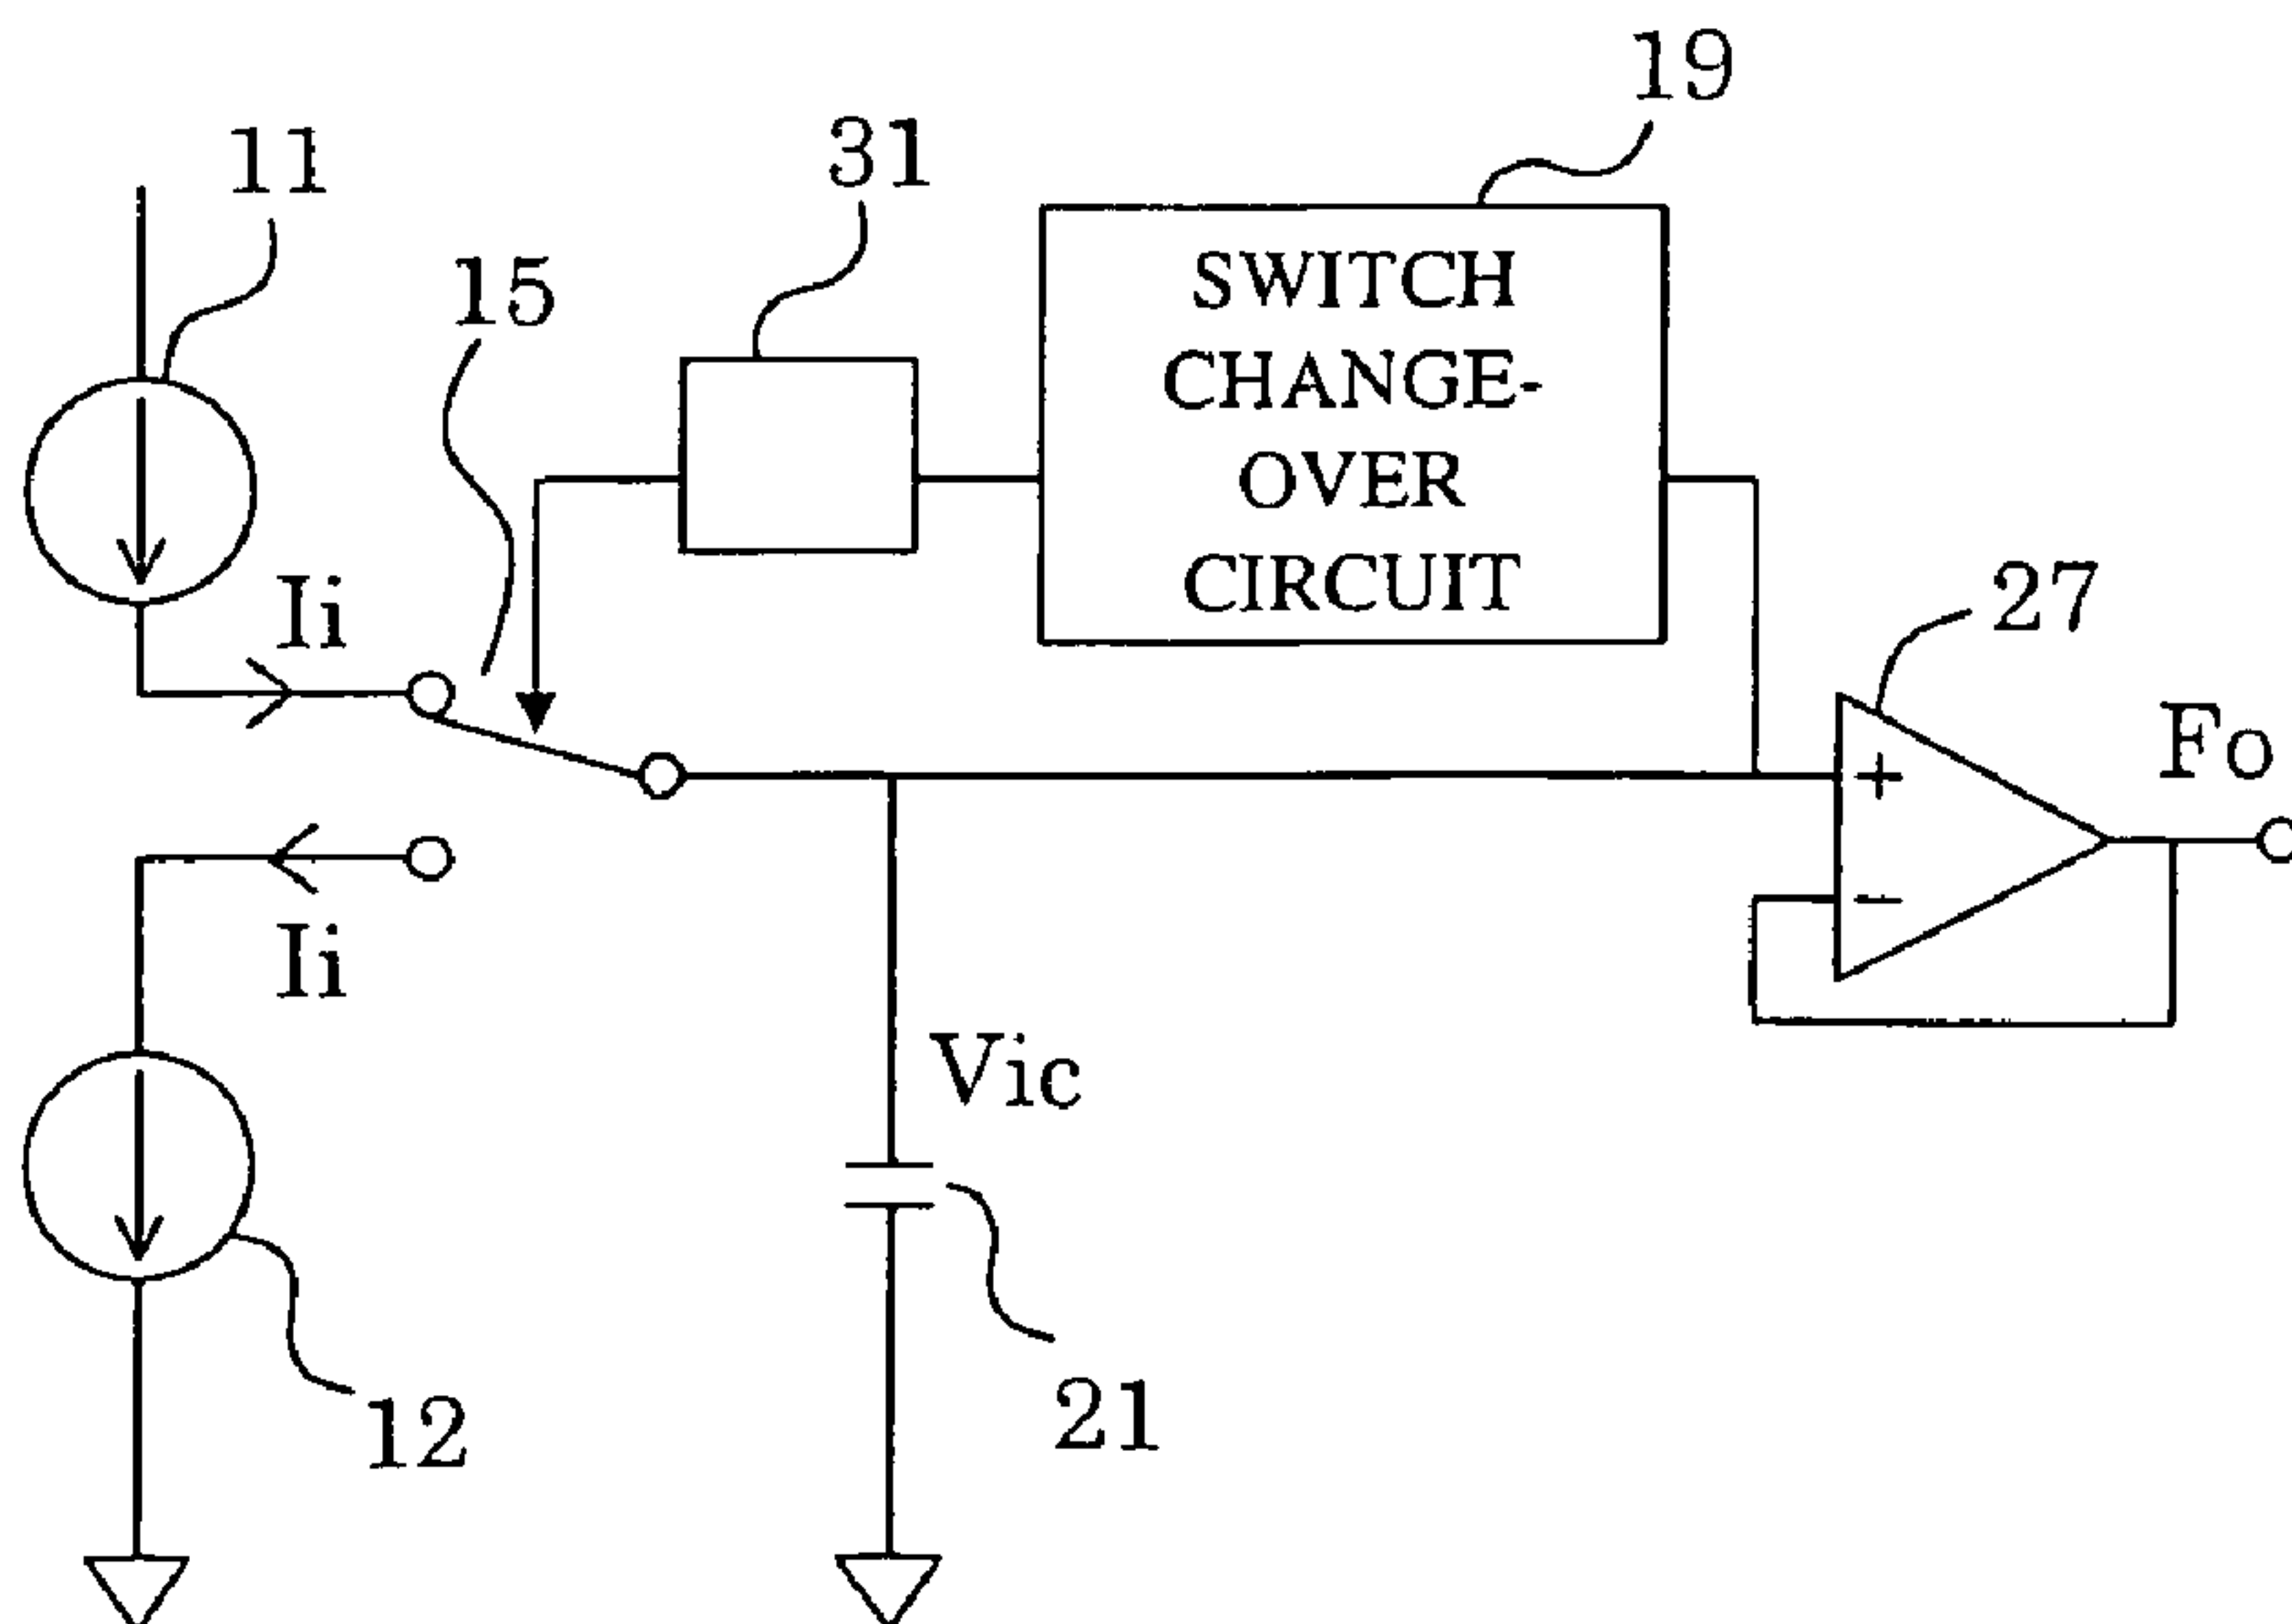 19
11
31
15
SWITCH
CHANGE-
OVER
CIRCUIT
27
Ii
Fo
+
−
Ii
Vic
21
12